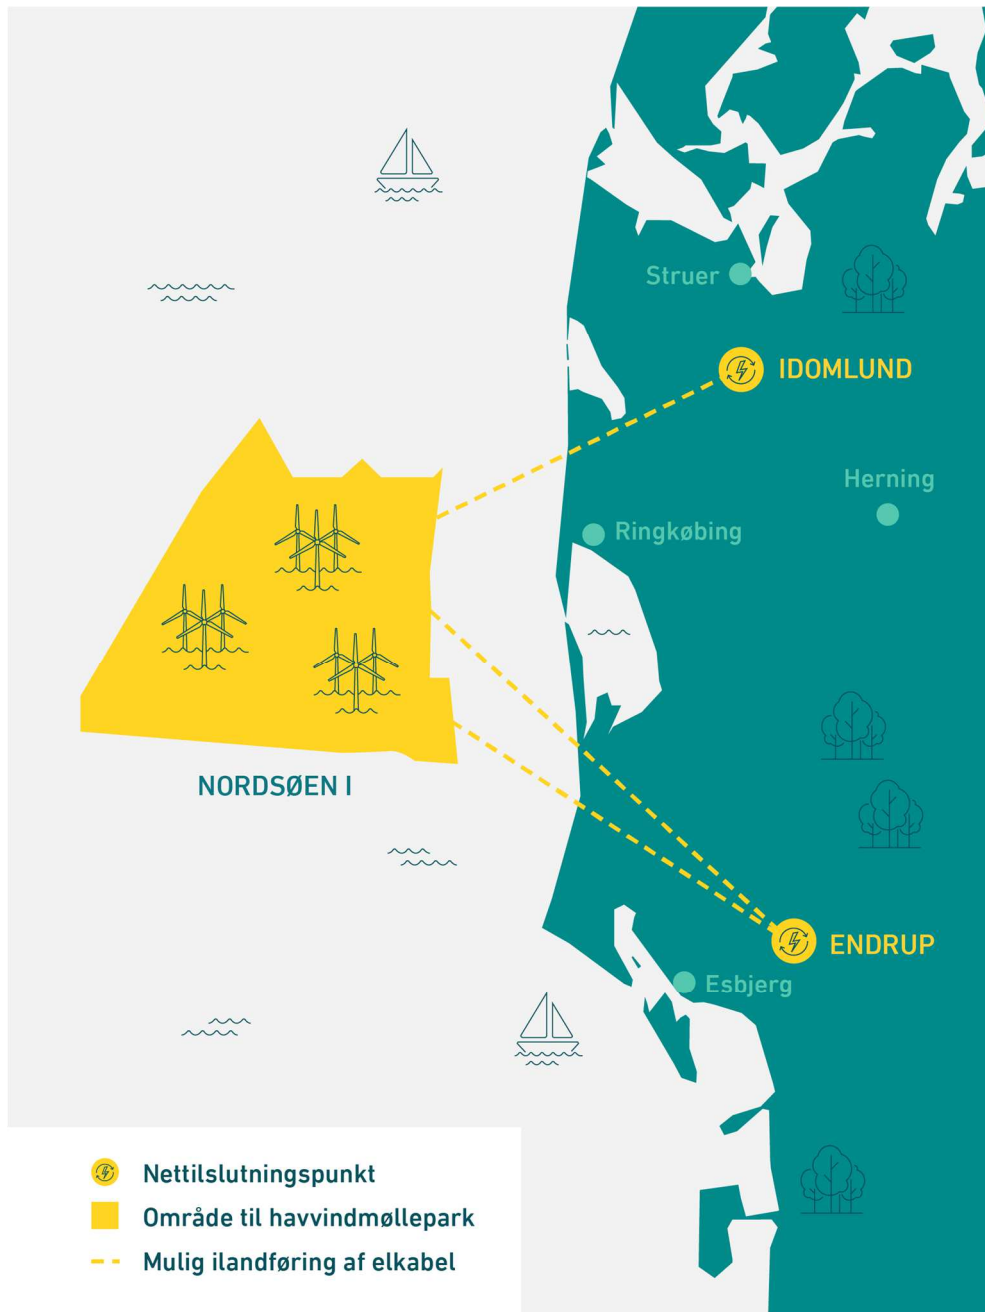 Struer
IDOMLUND
Herning
Ringkøbing
NORDSØEN I
ENDRUP
Esbjerg
Nettilslutningspunkt
Område til havvindmøllepark
Mulig ilandføring af elkabel